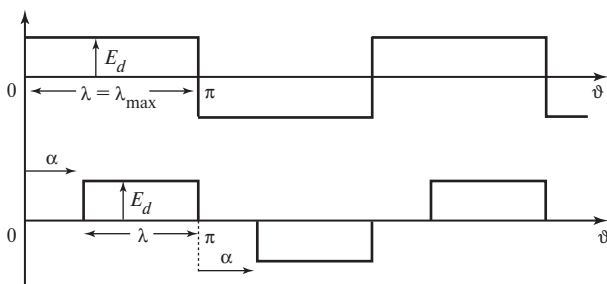 E_d
0 λ = λ_max π ϑ
α
E_d
0 λ π ϑ
α